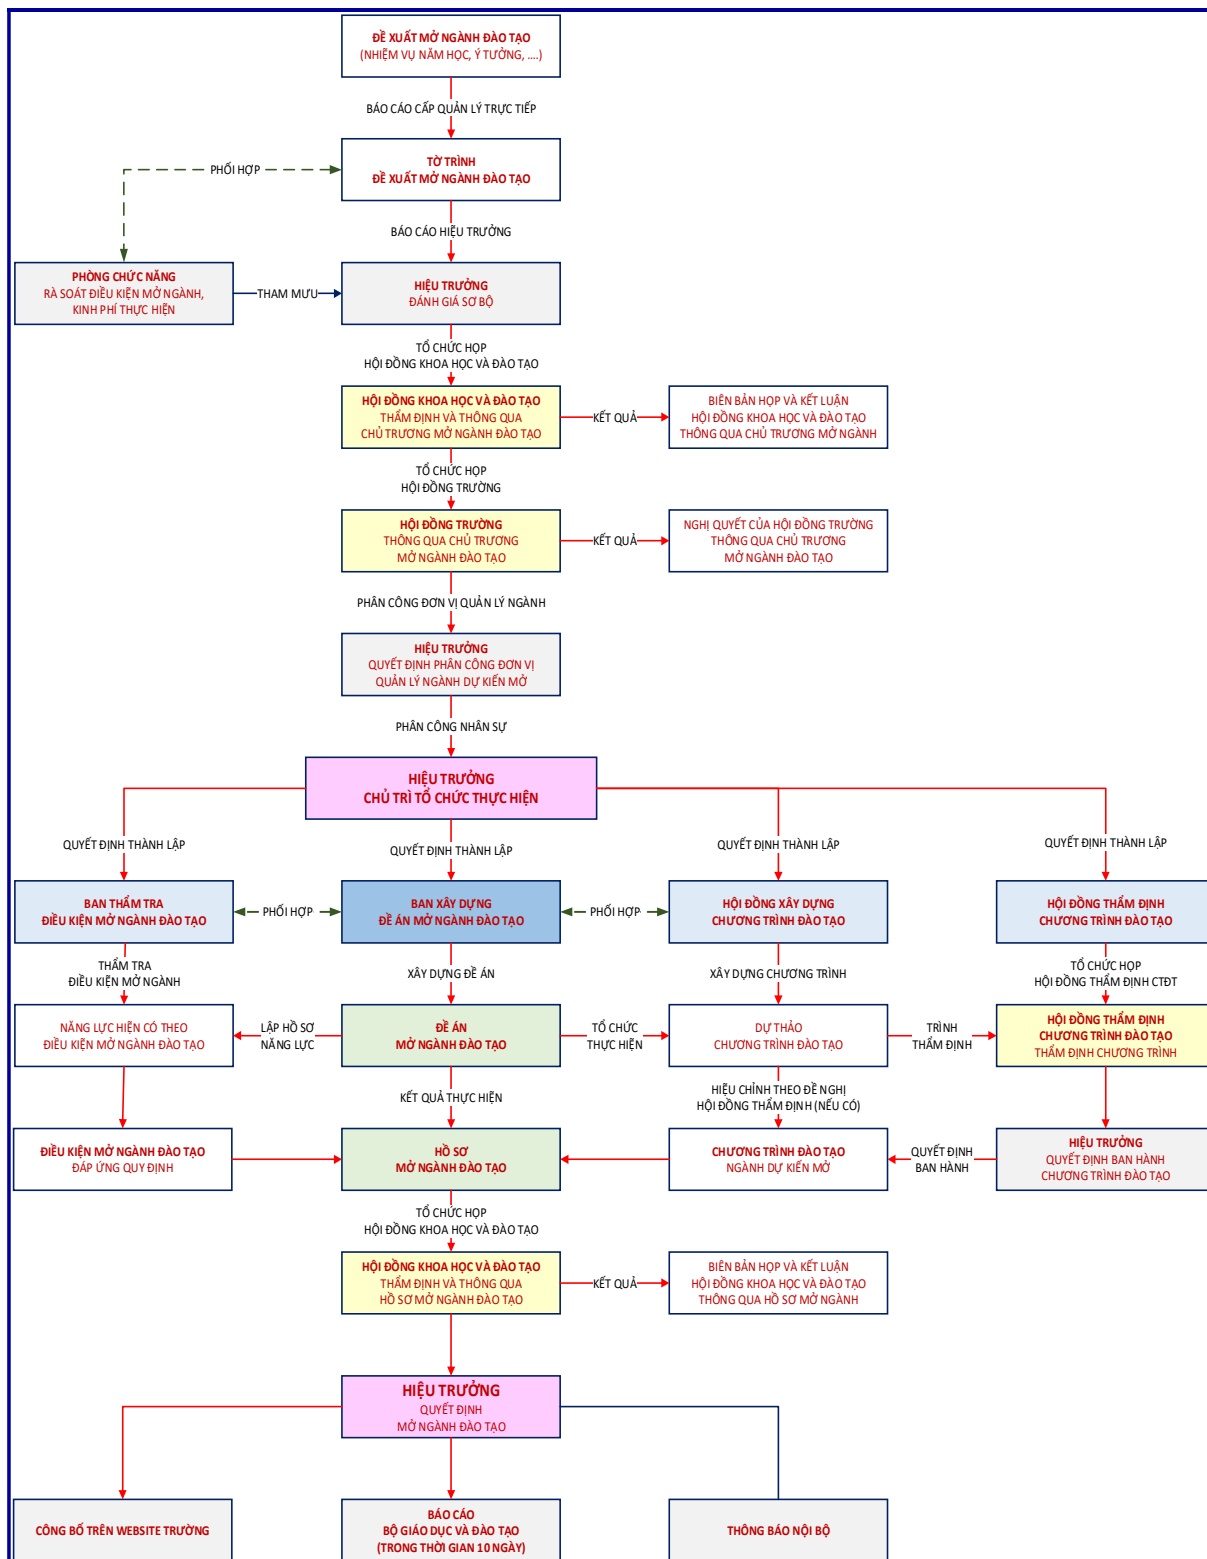 ĐỀ XUẤT MỞ NGÀNH ĐÀO TẠO
(NHIỆM VỤ NĂM HỌC, Ý TƯỞNG, ....)
BÁO CÁO CẤP QUẢN LÝ TRỰC TIẾP
TỜ TRÌNH
ĐỀ XUẤT MỞ NGÀNH ĐÀO TẠO
PHỐI HỢP
BÁO CÁO HIỆU TRƯỞNG
PHÒNG CHỨC NĂNG
RÀ SOÁT ĐIỀU KIỆN MỞ NGÀNH,
KINH PHÍ THỰC HIỆN
THAM MƯU
HIỆU TRƯỞNG
ĐÁNH GIÁ SƠ BỘ
TỔ CHỨC HỌP
HỘI ĐỒNG KHOA HỌC VÀ ĐÀO TẠO
HỘI ĐỒNG KHOA HỌC VÀ ĐÀO TẠO
THẨM ĐỊNH VÀ THÔNG QUA
CHỦ TRƯƠNG MỞ NGÀNH ĐÀO TẠO
KẾT QUẢ
BIÊN BẢN HỌP VÀ KẾT LUẬN
HỘI ĐỒNG KHOA HỌC VÀ ĐÀO TẠO
THÔNG QUA CHỦ TRƯƠNG MỞ NGÀNH
TỔ CHỨC HỌP
HỘI ĐỒNG TRƯỜNG
HỘI ĐỒNG TRƯỜNG
THÔNG QUA CHỦ TRƯƠNG
MỞ NGÀNH ĐÀO TẠO
KẾT QUẢ
NGHỊ QUYẾT CỦA HỘI ĐỒNG TRƯỜNG
THÔNG QUA CHỦ TRƯƠNG
MỞ NGÀNH ĐÀO TẠO
PHÂN CÔNG ĐƠN VỊ QUẢN LÝ NGÀNH
HIỆU TRƯỞNG
QUYẾT ĐỊNH PHÂN CÔNG ĐƠN VỊ
QUẢN LÝ NGÀNH DỰ KIẾN MỞ
PHÂN CÔNG NHÂN SỰ
HIỆU TRƯỞNG
CHỦ TRÌ TỔ CHỨC THỰC HIỆN
QUYẾT ĐỊNH THÀNH LẬP
QUYẾT ĐỊNH THÀNH LẬP
QUYẾT ĐỊNH THÀNH LẬP
QUYẾT ĐỊNH THÀNH LẬP
BAN THẨM TRA
ĐIỀU KIỆN MỞ NGÀNH ĐÀO TẠO
PHỐI HỢP
BAN XÂY DỰNG
ĐỀ ÁN MỞ NGÀNH ĐÀO TẠO
PHỐI HỢP
HỘI ĐỒNG XÂY DỰNG
CHƯƠNG TRÌNH ĐÀO TẠO
HỘI ĐỒNG THẨM ĐỊNH
CHƯƠNG TRÌNH ĐÀO TẠO
THẨM TRA
ĐIỀU KIỆN MỞ NGÀNH
XÂY DỰNG ĐỀ ÁN
XÂY DỰNG CHƯƠNG TRÌNH
TỔ CHỨC HỌP
HỘI ĐỒNG THẨM ĐỊNH CTĐT
NĂNG LỰC HIỆN CÓ THEO
ĐIỀU KIỆN MỞ NGÀNH ĐÀO TẠO
LẬP HỒ SƠ
NĂNG LỰC
ĐỀ ÁN
MỞ NGÀNH ĐÀO TẠO
TỔ CHỨC
THỰC HIỆN
DỰ THẢO
CHƯƠNG TRÌNH ĐÀO TẠO
TRÌNH
THẨM ĐỊNH
HỘI ĐỒNG THẨM ĐỊNH
CHƯƠNG TRÌNH ĐÀO TẠO
THẨM ĐỊNH CHƯƠNG TRÌNH
KẾT QUẢ THỰC HIỆN
HIỆU CHỈNH THEO ĐỀ NGHỊ
HỘI ĐỒNG THẨM ĐỊNH (NẾU CÓ)
ĐIỀU KIỆN MỞ NGÀNH ĐÀO TẠO
ĐÁP ỨNG QUY ĐỊNH
HỒ SƠ
MỞ NGÀNH ĐÀO TẠO
CHƯƠNG TRÌNH ĐÀO TẠO
NGÀNH DỰ KIẾN MỞ
QUYẾT ĐỊNH
BAN HÀNH
HIỆU TRƯỞNG
QUYẾT ĐỊNH BAN HÀNH
CHƯƠNG TRÌNH ĐÀO TẠO
TỔ CHỨC HỌP
HỘI ĐỒNG KHOA HỌC VÀ ĐÀO TẠO
HỘI ĐỒNG KHOA HỌC VÀ ĐÀO TẠO
THẨM ĐỊNH VÀ THÔNG QUA
HỒ SƠ MỞ NGÀNH ĐÀO TẠO
KẾT QUẢ
BIÊN BẢN HỌP VÀ KẾT LUẬN
HỘI ĐỒNG KHOA HỌC VÀ ĐÀO TẠO
THÔNG QUA HỒ SƠ MỞ NGÀNH
HIỆU TRƯỞNG
QUYẾT ĐỊNH
MỞ NGÀNH ĐÀO TẠO
CÔNG BỐ TRÊN WEBSITE TRƯỜNG
BÁO CÁO
BỘ GIÁO DỤC VÀ ĐÀO TẠO
(TRONG THỜI GIAN 10 NGÀY)
THÔNG BÁO NỘI BỘ